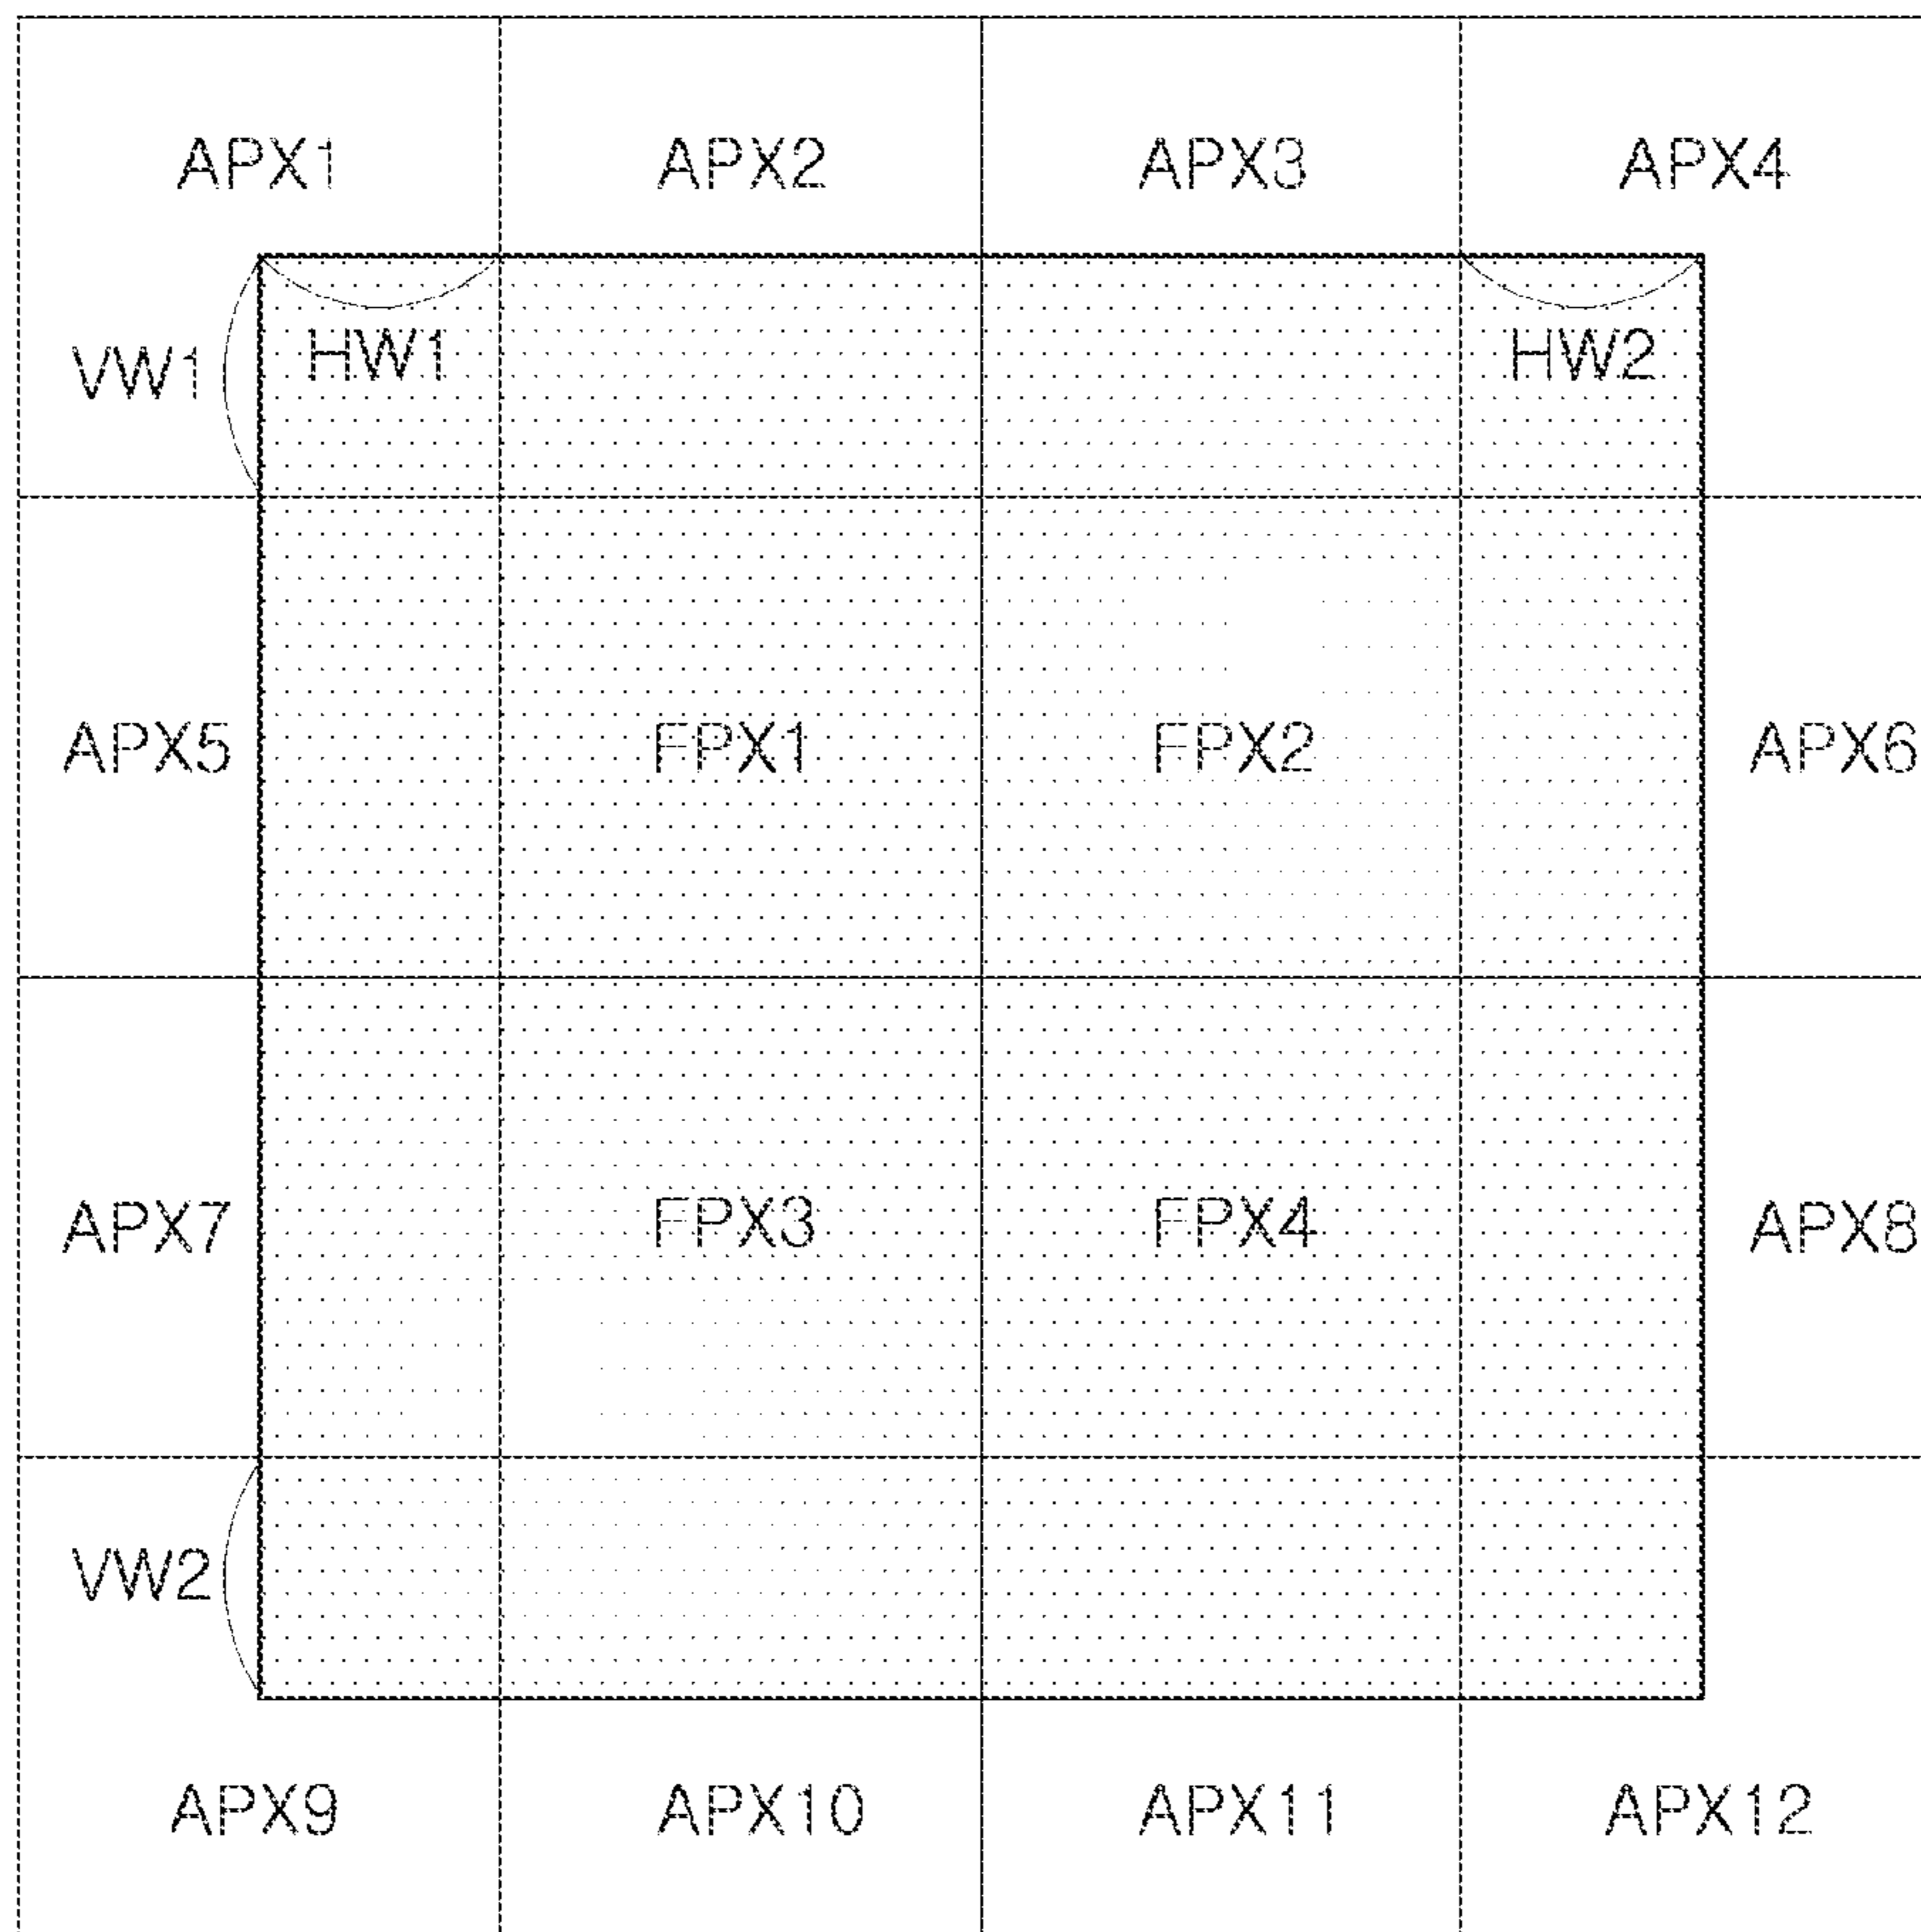 APX1 APX2 APX3 APX4
VW1 HW1 HW2
APX5 FPX1 FPX2 APX6
APX7 FPX3 FPX4 APX8
VW2
APX9 APX10 APX11 APX12